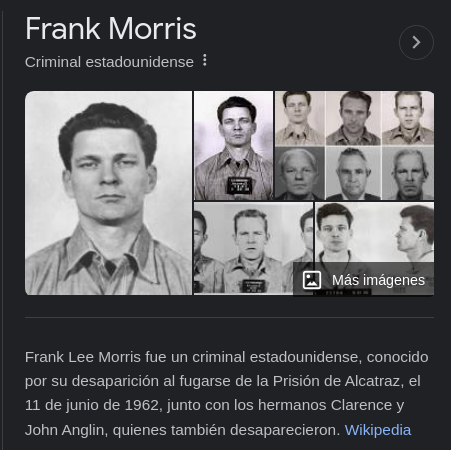 Frank Morris
Criminal estadounidense
Más imágenes
Frank Lee Morris fue un criminal estadounidense, conocido
por su desaparición al fugarse de la Prisión de Alcatraz, el
11 de junio de 1962, junto con los hermanos Clarence y
John Anglin, quienes también desaparecieron. Wikipedia